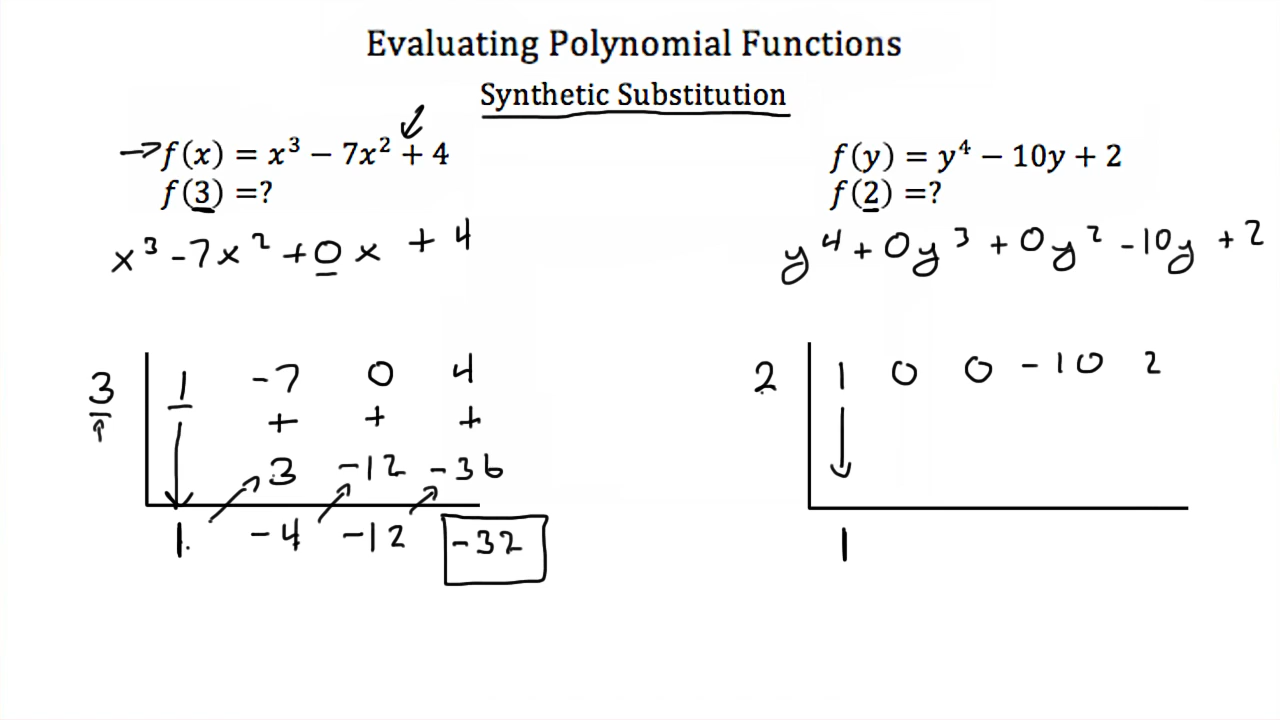 Evaluating Polynomial Functions
Synthetic Substitution
f(x) = x³ − 7x² + 4
f(3) =?
x³ -7x² +0x + 4
3 1 -7 0 4
+ + +
3 -12 -36
1 -4 -12 -32
f(y) = y⁴ − 10y + 2
f(2) =?
y⁴ + 0y³ + 0y² -10y + 2
2 1 0 0 -10 2
1